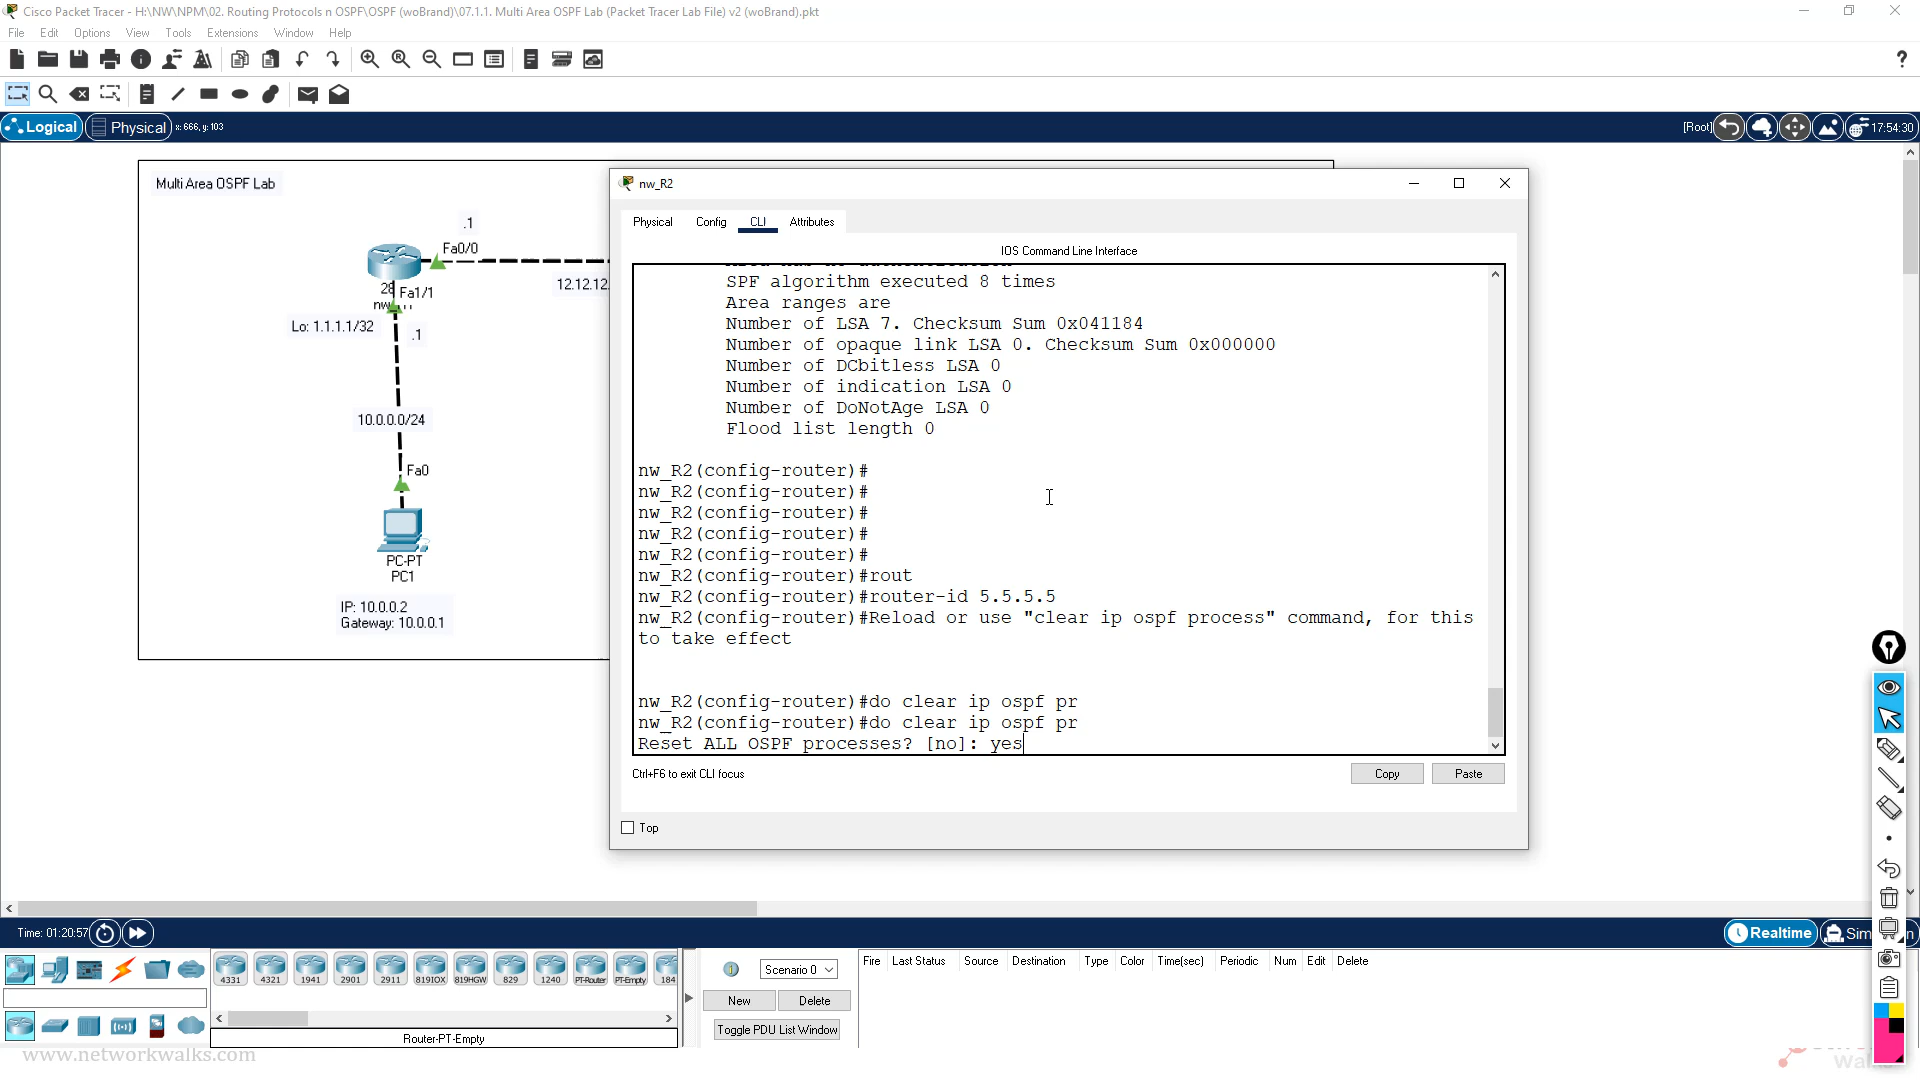 Cisco Packet Tracer - H:\NW\NPM\02. Routing Protocols n OSPF\OSPF (woBrand)\07.1.1. Multi Area OSPF Lab (Packet Tracer Lab File) v2 (woBrand).pkt
File Edit Options View Tools Extensions Window Help
Logical Physical x: 666, y: 103 [Root] 17:54:30
Multi Area OSPF Lab
.1
Fa0/0
12.12.12.
28
Fa1/1
nw
Lo: 1.1.1.1/32
.1
10.0.0.0/24
Fa0
PC-PT
PC1
IP: 10.0.0.2
Gateway: 10.0.0.1
nw_R2
Physical Config CLI Attributes
IOS Command Line Interface
SPF algorithm executed 8 times
Area ranges are
Number of LSA 7. Checksum Sum 0x041184
Number of opaque link LSA 0. Checksum Sum 0x000000
Number of DCbitless LSA 0
Number of indication LSA 0
Number of DoNotAge LSA 0
Flood list length 0
nw_R2(config-router)#
nw_R2(config-router)#
nw_R2(config-router)#
nw_R2(config-router)#
nw_R2(config-router)#
nw_R2(config-router)#rout
nw_R2(config-router)#router-id 5.5.5.5
nw_R2(config-router)#Reload or use "clear ip ospf process" command, for this
to take effect
nw_R2(config-router)#do clear ip ospf pr
nw_R2(config-router)#do clear ip ospf pr
Reset ALL OSPF processes? [no]: yes
Ctrl+F6 to exit CLI focus
Copy Paste
Top
Time: 01:20:57
Realtime Sim
4331 4321 1941 2901 2911 819IOX 819HGW 829 1240 PT-Router PT-Empty 184
Router-PT-Empty
Scenario 0
New Delete
Toggle PDU List Window
Fire Last Status Source Destination Type Color Time(sec) Periodic Num Edit Delete
www.networkwalks.com